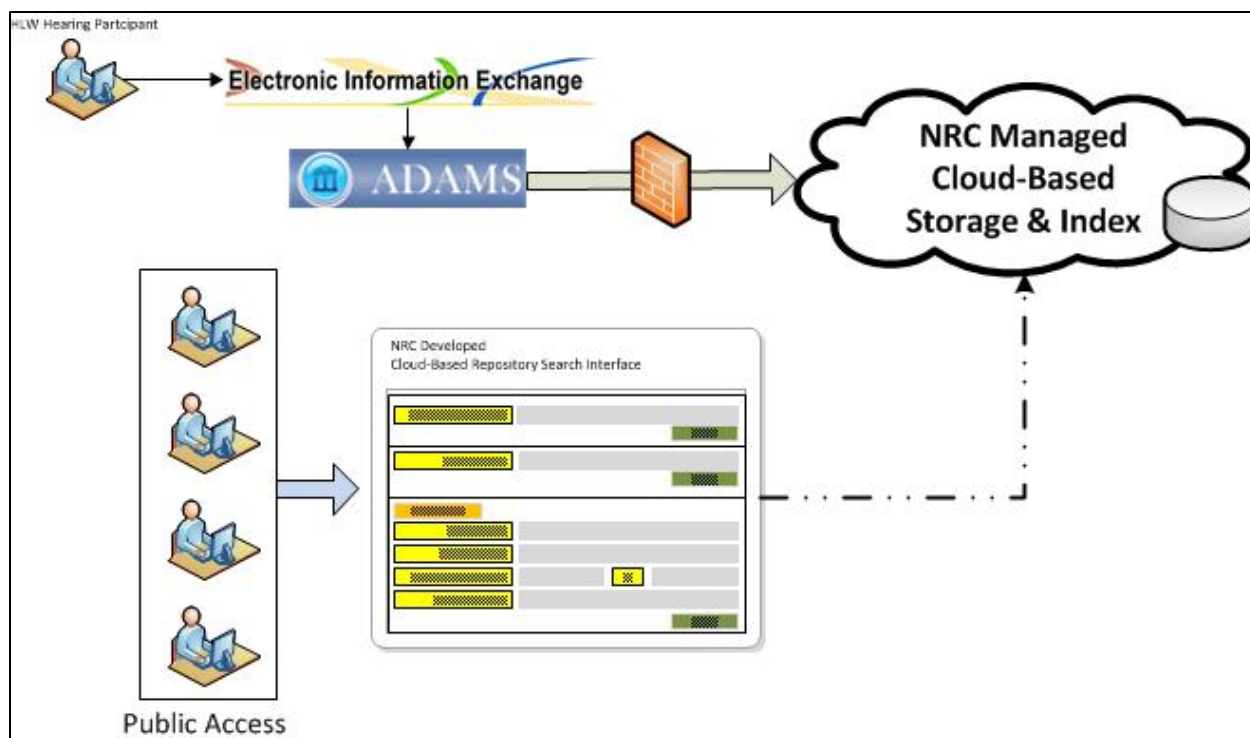 HLW Hearing Partcipant
Electronic Information Exchange
ADAMS
NRC Managed
Cloud-Based
Storage & Index
NRC Developed
Cloud-Based Repository Search Interface
Public Access